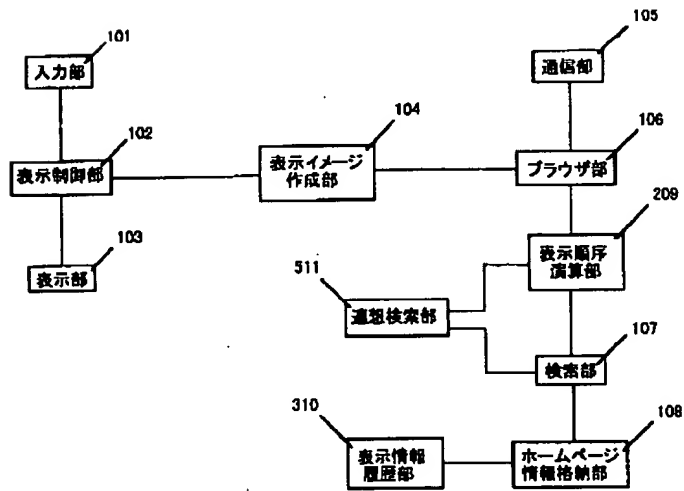 101
入力部
102
表示制御部
103
表示部
104
表示イメージ
作成部
105
通信部
106
ブラウザ部
209
表示順序
演算部
511
連想検索部
107
検索部
310
表示情報
履歴部
108
ホームページ
情報格納部